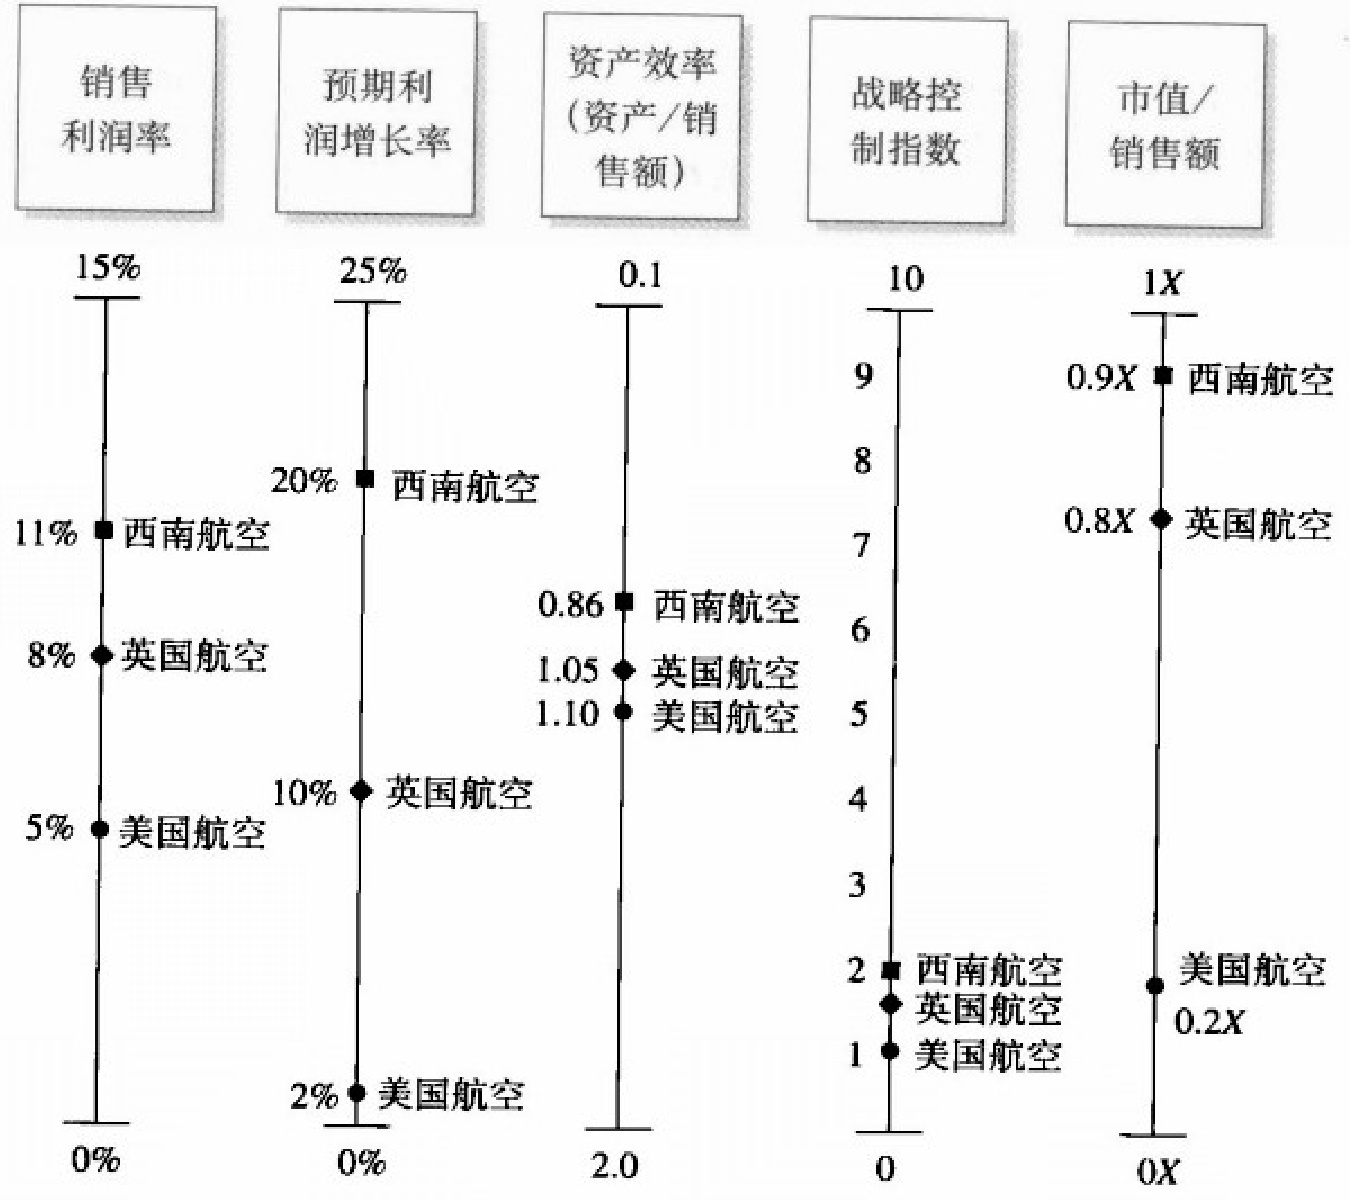 销售
利润率
预期利
润增长率
资产效率
(资产/销
售额)
战略控
制指数
市值/
销售额
15%
11% 西南航空
8% 英国航空
5% 美国航空
0%
25%
20% 西南航空
10% 英国航空
2% 美国航空
0%
0.1
0.86 西南航空
1.05 英国航空
1.10 美国航空
2.0
10
9
8
7
6
5
4
3
2 西南航空
英国航空
1 美国航空
0
1X
0.9X 西南航空
0.8X 英国航空
美国航空
0.2X
0X